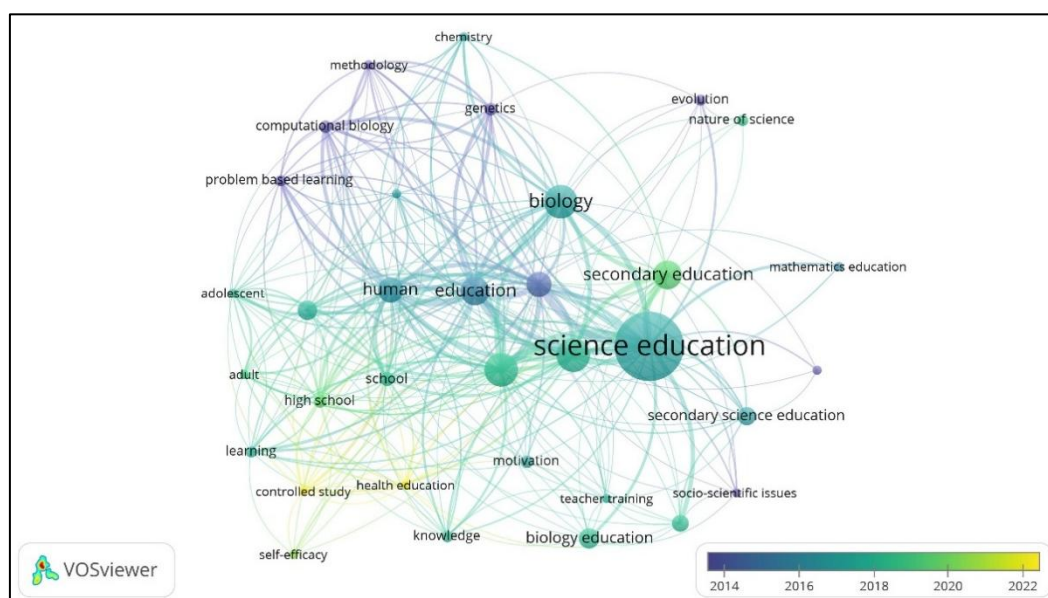 chemistry
methodology
evolution
genetics
nature of science
computational biology
problem based learning
biology
secondary education
mathematics education
human
education
adolescent
science education
adult
school
high school
secondary science education
learning
motivation
controlled study
health education
teacher training
socio-scientific issues
knowledge
biology education
self-efficacy
VOSviewer
2014 2016 2018 2020 2022